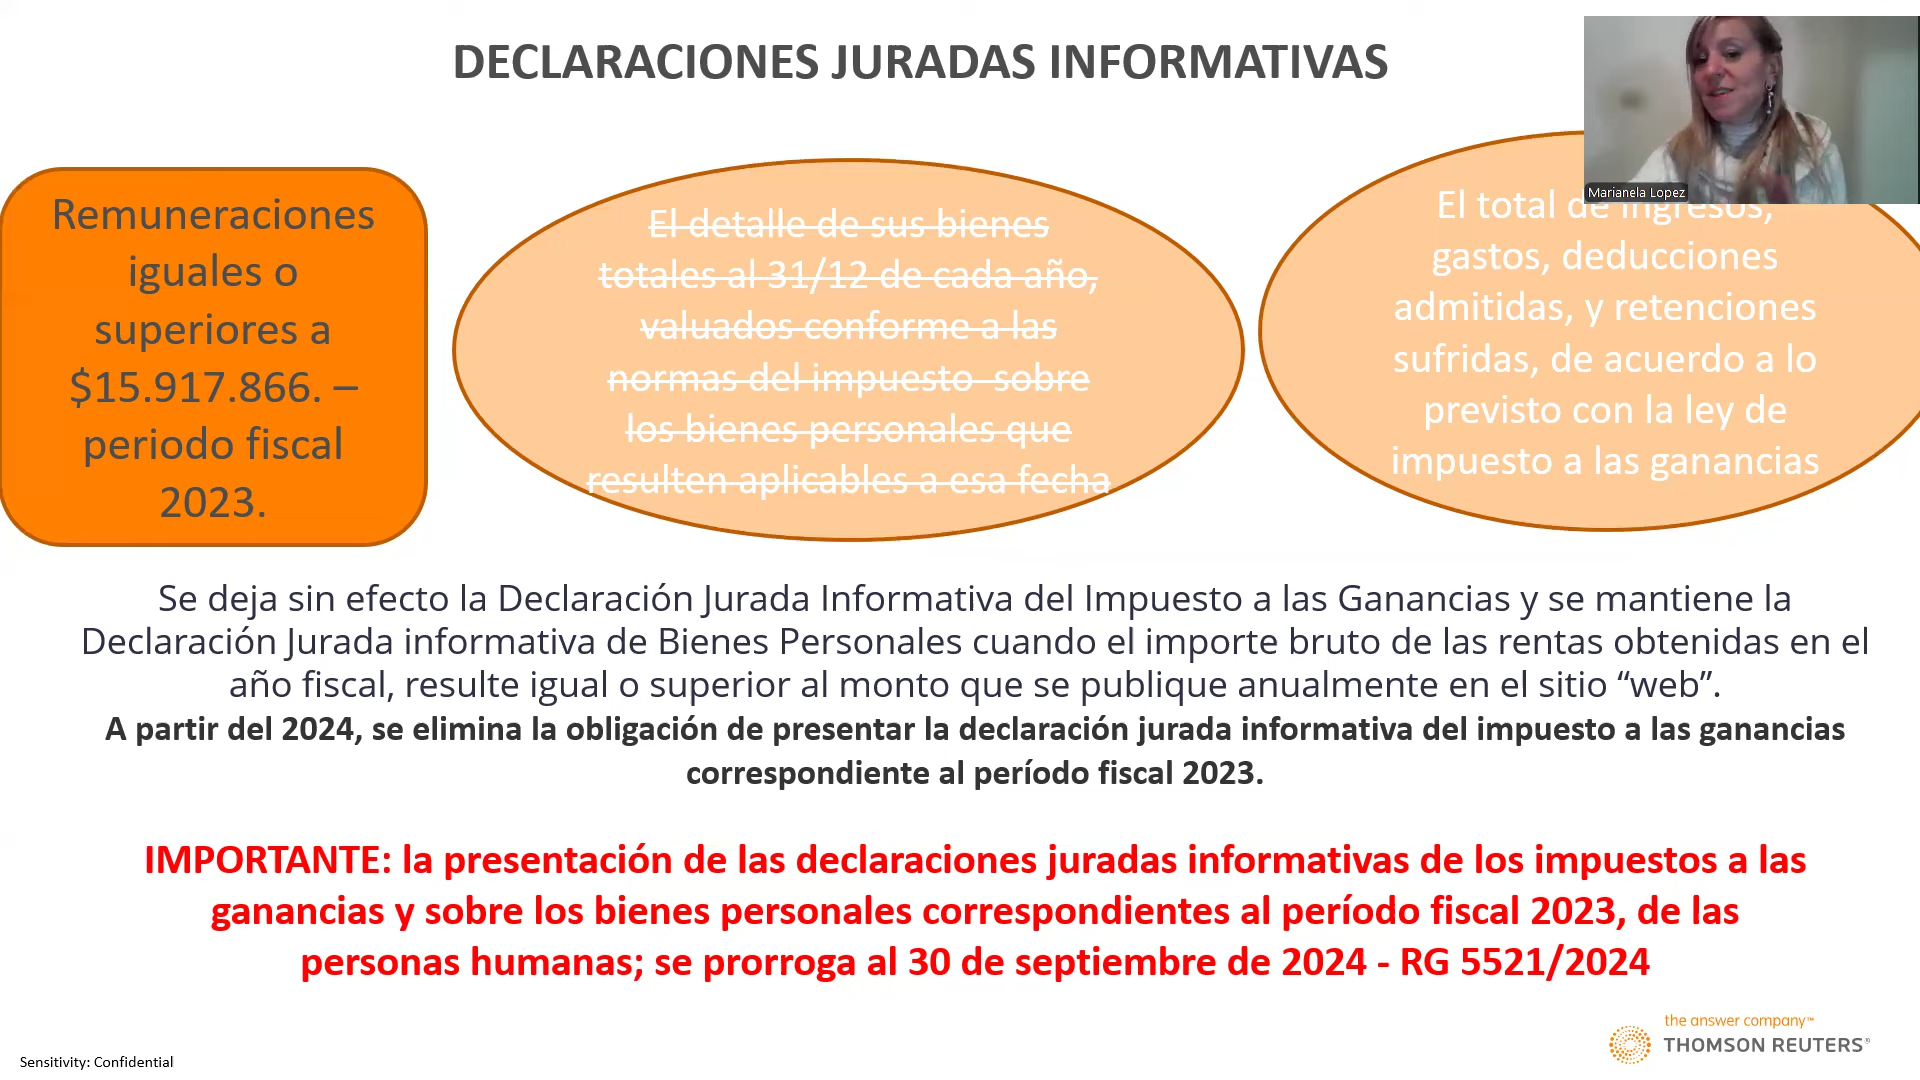 DECLARACIONES JURADAS INFORMATIVAS
Marianela Lopez
Remuneraciones
iguales o
superiores a
$15.917.866. –
periodo fiscal
2023.
El detalle de sus bienes
totales al 31/12 de cada año,
valuados conforme a las
normas del impuesto sobre
los bienes personales que
resulten aplicables a esa fecha
El total de ingresos,
gastos, deducciones
admitidas, y retenciones
sufridas, de acuerdo a lo
previsto con la ley de
impuesto a las ganancias
Se deja sin efecto la Declaración Jurada Informativa del Impuesto a las Ganancias y se mantiene la
Declaración Jurada informativa de Bienes Personales cuando el importe bruto de las rentas obtenidas en el
año fiscal, resulte igual o superior al monto que se publique anualmente en el sitio “web”.
A partir del 2024, se elimina la obligación de presentar la declaración jurada informativa del impuesto a las ganancias
correspondiente al período fiscal 2023.
IMPORTANTE: la presentación de las declaraciones juradas informativas de los impuestos a las
ganancias y sobre los bienes personales correspondientes al período fiscal 2023, de las
personas humanas; se prorroga al 30 de septiembre de 2024 - RG 5521/2024
the answer company™
THOMSON REUTERS®
Sensitivity: Confidential